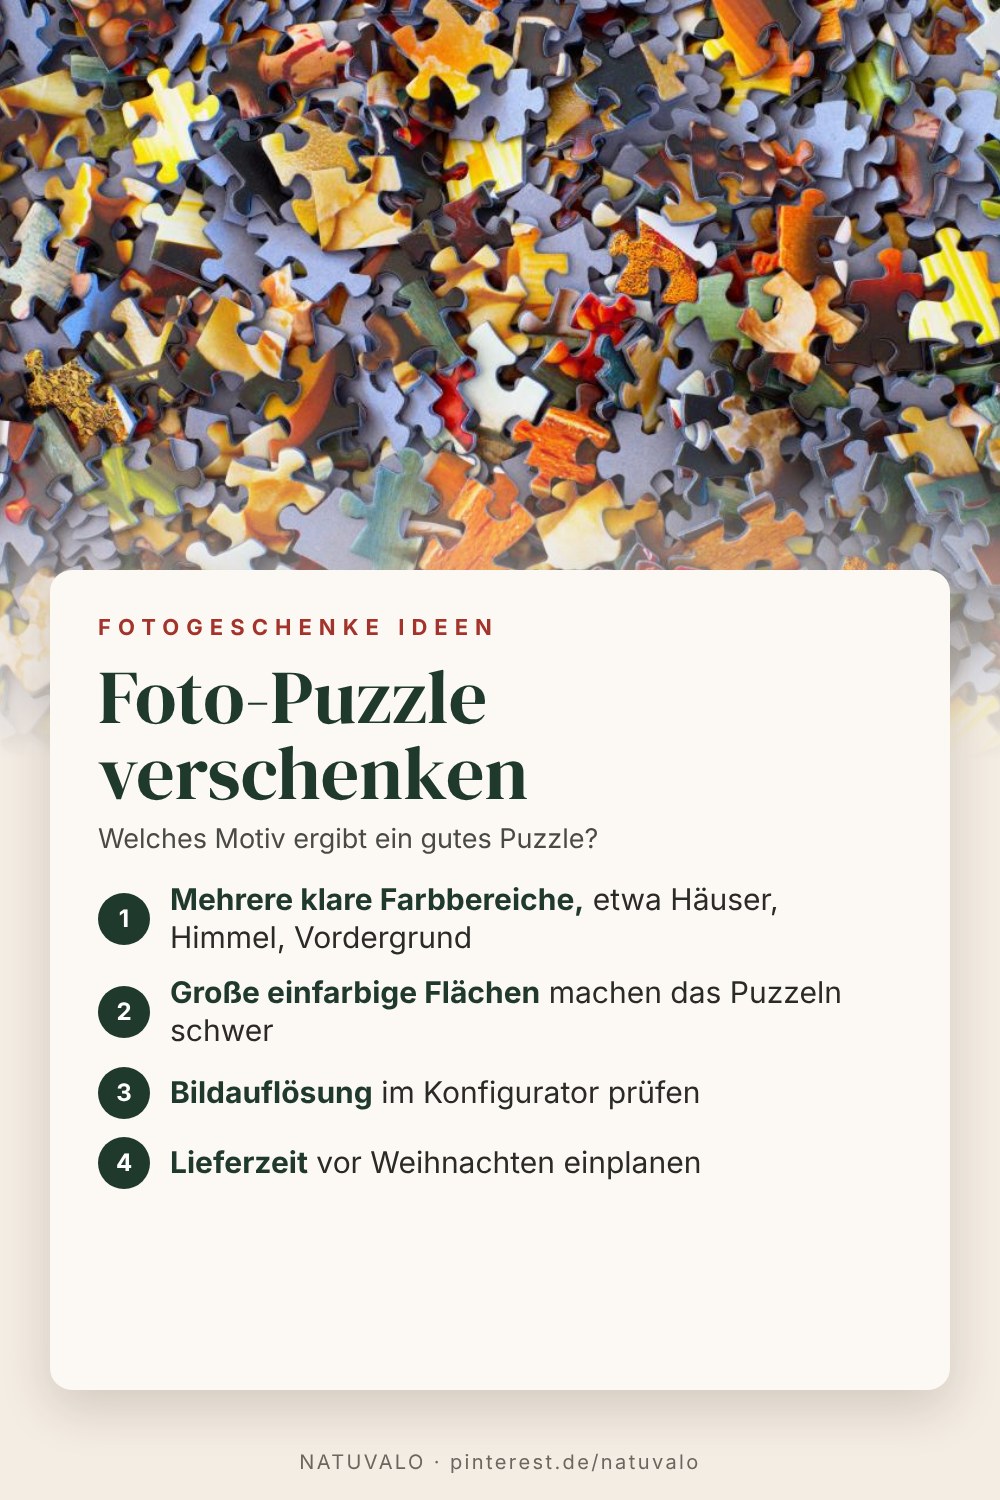 FOTOGESCHENKE IDEEN
Foto-Puzzle
verschenken
Welches Motiv ergibt ein gutes Puzzle?
1 Mehrere klare Farbbereiche, etwa Häuser,
Himmel, Vordergrund
2 Große einfarbige Flächen machen das Puzzeln
schwer
3 Bildauflösung im Konfigurator prüfen
4 Lieferzeit vor Weihnachten einplanen
NATUVALO · pinterest.de/natuvalo